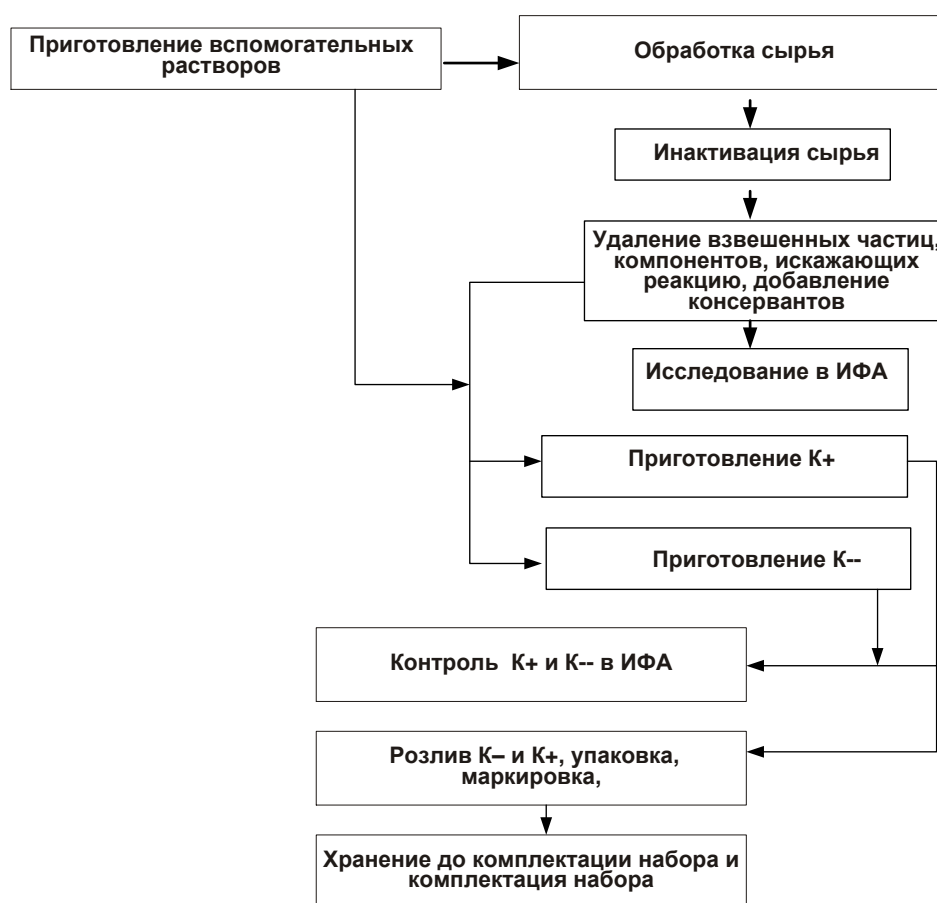 Приготовление вспомогательных
растворов
Обработка сырья
Инактивация сырья
Удаление взвешенных частиц,
компонентов, искажающих
реакцию, добавление
консервантов
Исследование в ИФА
Приготовление К+
Приготовление К--
Контроль К+ и К-- в ИФА
Розлив К– и К+, упаковка,
маркировка,
Хранение до комплектации набора и
комплектация набора